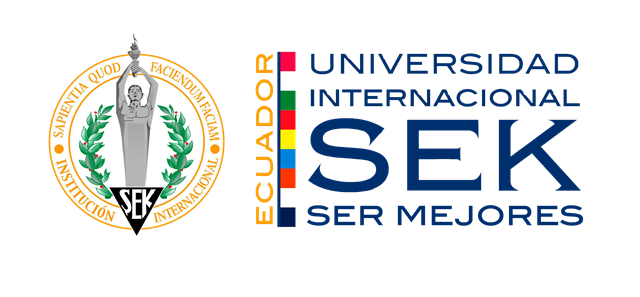 SAPIENTIA QUOD FACIENDUM FACIAM
INSTITUCIÓN INTERNACIONAL
SEK
ECUADOR
UNIVERSIDAD
INTERNACIONAL
SEK
SER MEJORES